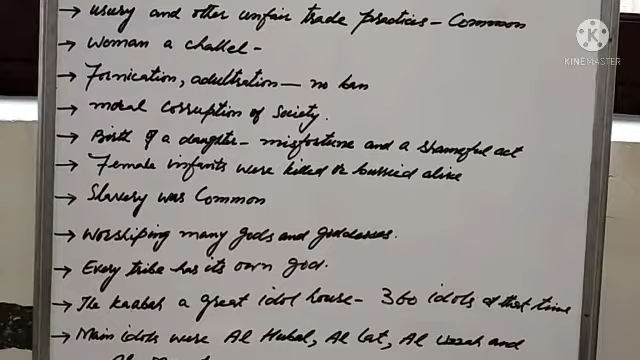 → usury and other unfair trade practices - Common
→ Woman a chattel -
→ Fornication, adultration - no ban
→ moral corruption of society.
→ Birth of a daughter - misfortune and a shameful act
→ Female infants were killed or burried alive
→ Slavery was Common
→ Worshiping many gods and goddesses.
→ Every tribe has its own god.
→ The kaabah a great idol house - 360 idols at that time
→ Main idols were Al Hubal, Al Lat, Al Uzzah and
K
KINEMASTER